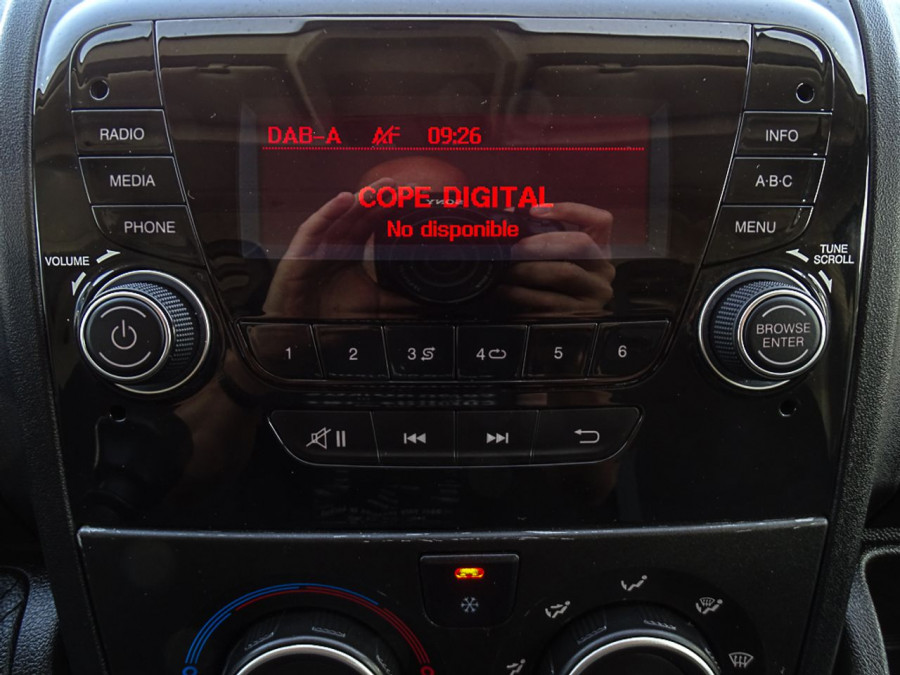 DAB-A AF 09:26
COPE DIGITAL
No disponible
RADIO
MEDIA
PHONE
VOLUME
INFO
A·B·C
MENU
TUNE
SCROLL
BROWSE
ENTER
1 2 3 4 5 6
SONY